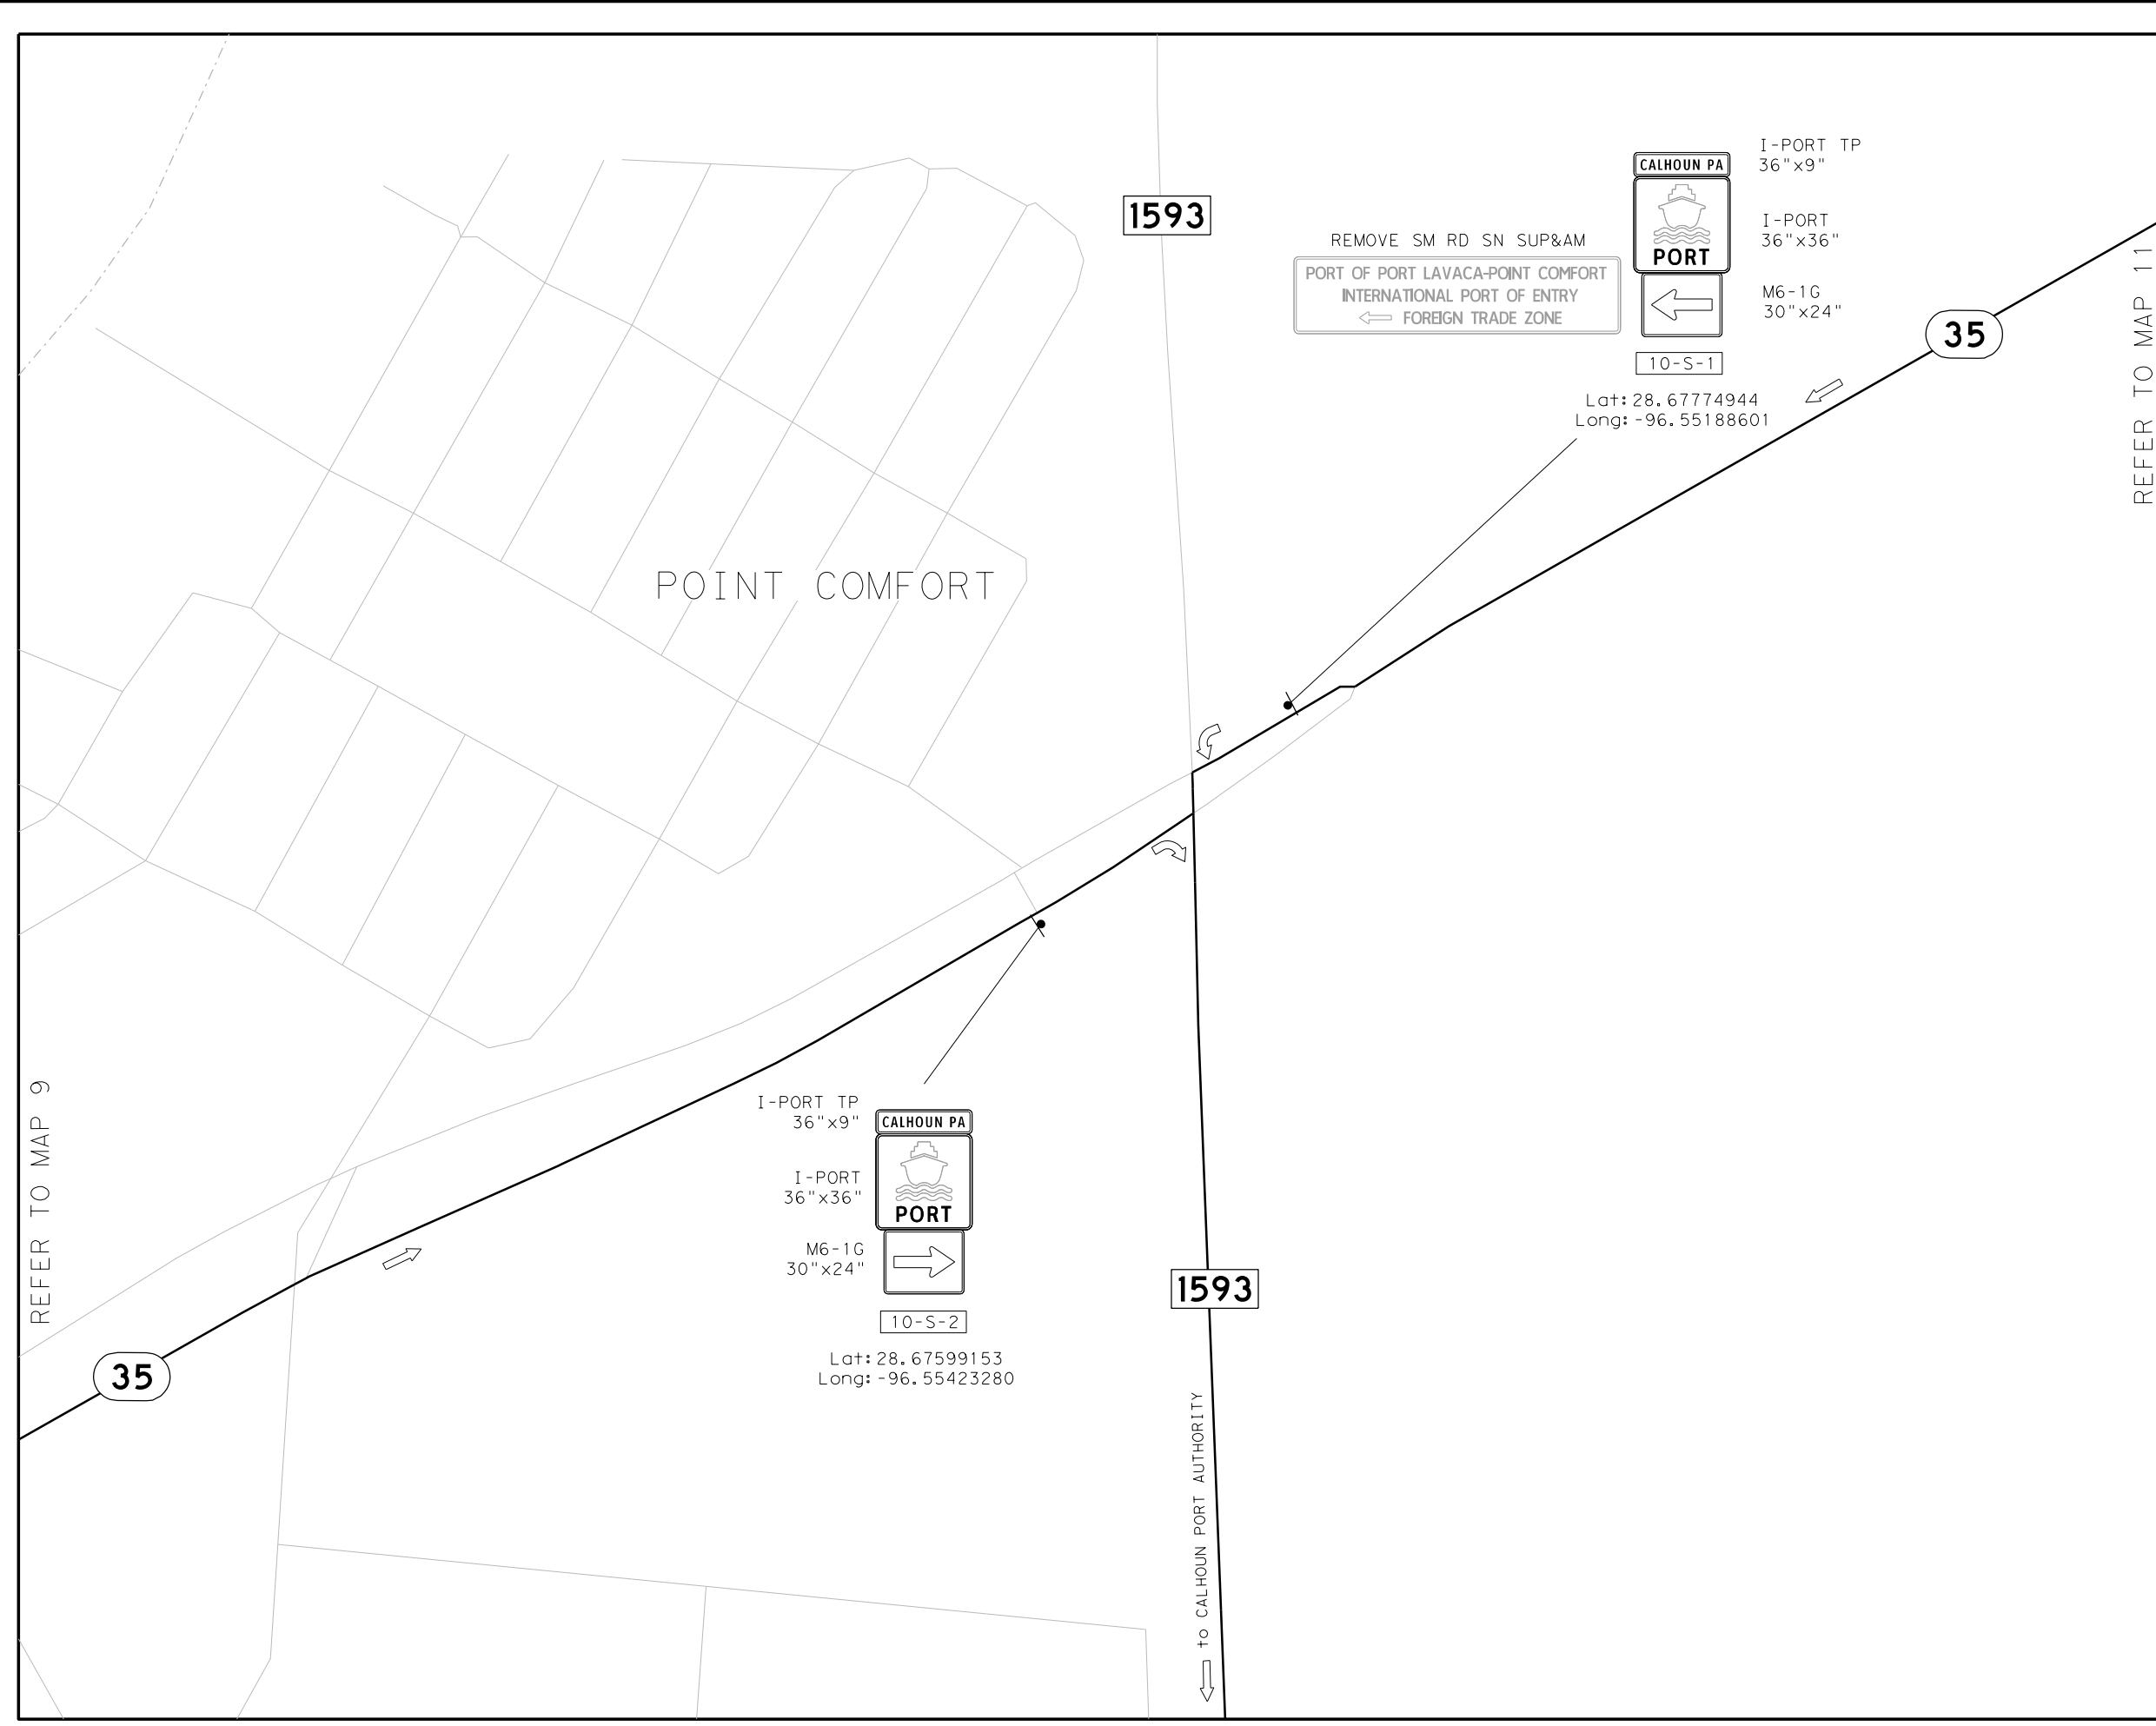 1593
REMOVE SM RD SN SUP&AM
PORT OF PORT LAVACA-POINT COMFORT
INTERNATIONAL PORT OF ENTRY
FOREIGN TRADE ZONE
CALHOUN PA
PORT
I-PORT TP
36"x9"
I-PORT
36"x36"
M6-1G
30"x24"
10-S-1
Lat:28.67774944
Long:-96.55188601
35
REFER TO MAP 11
POINT COMFORT
REFER TO MAP 9
I-PORT TP
36"x9"
I-PORT
36"x36"
M6-1G
30"x24"
CALHOUN PA
PORT
10-S-2
Lat:28.67599153
Long:-96.55423280
35
1593
to CALHOUN PORT AUTHORITY